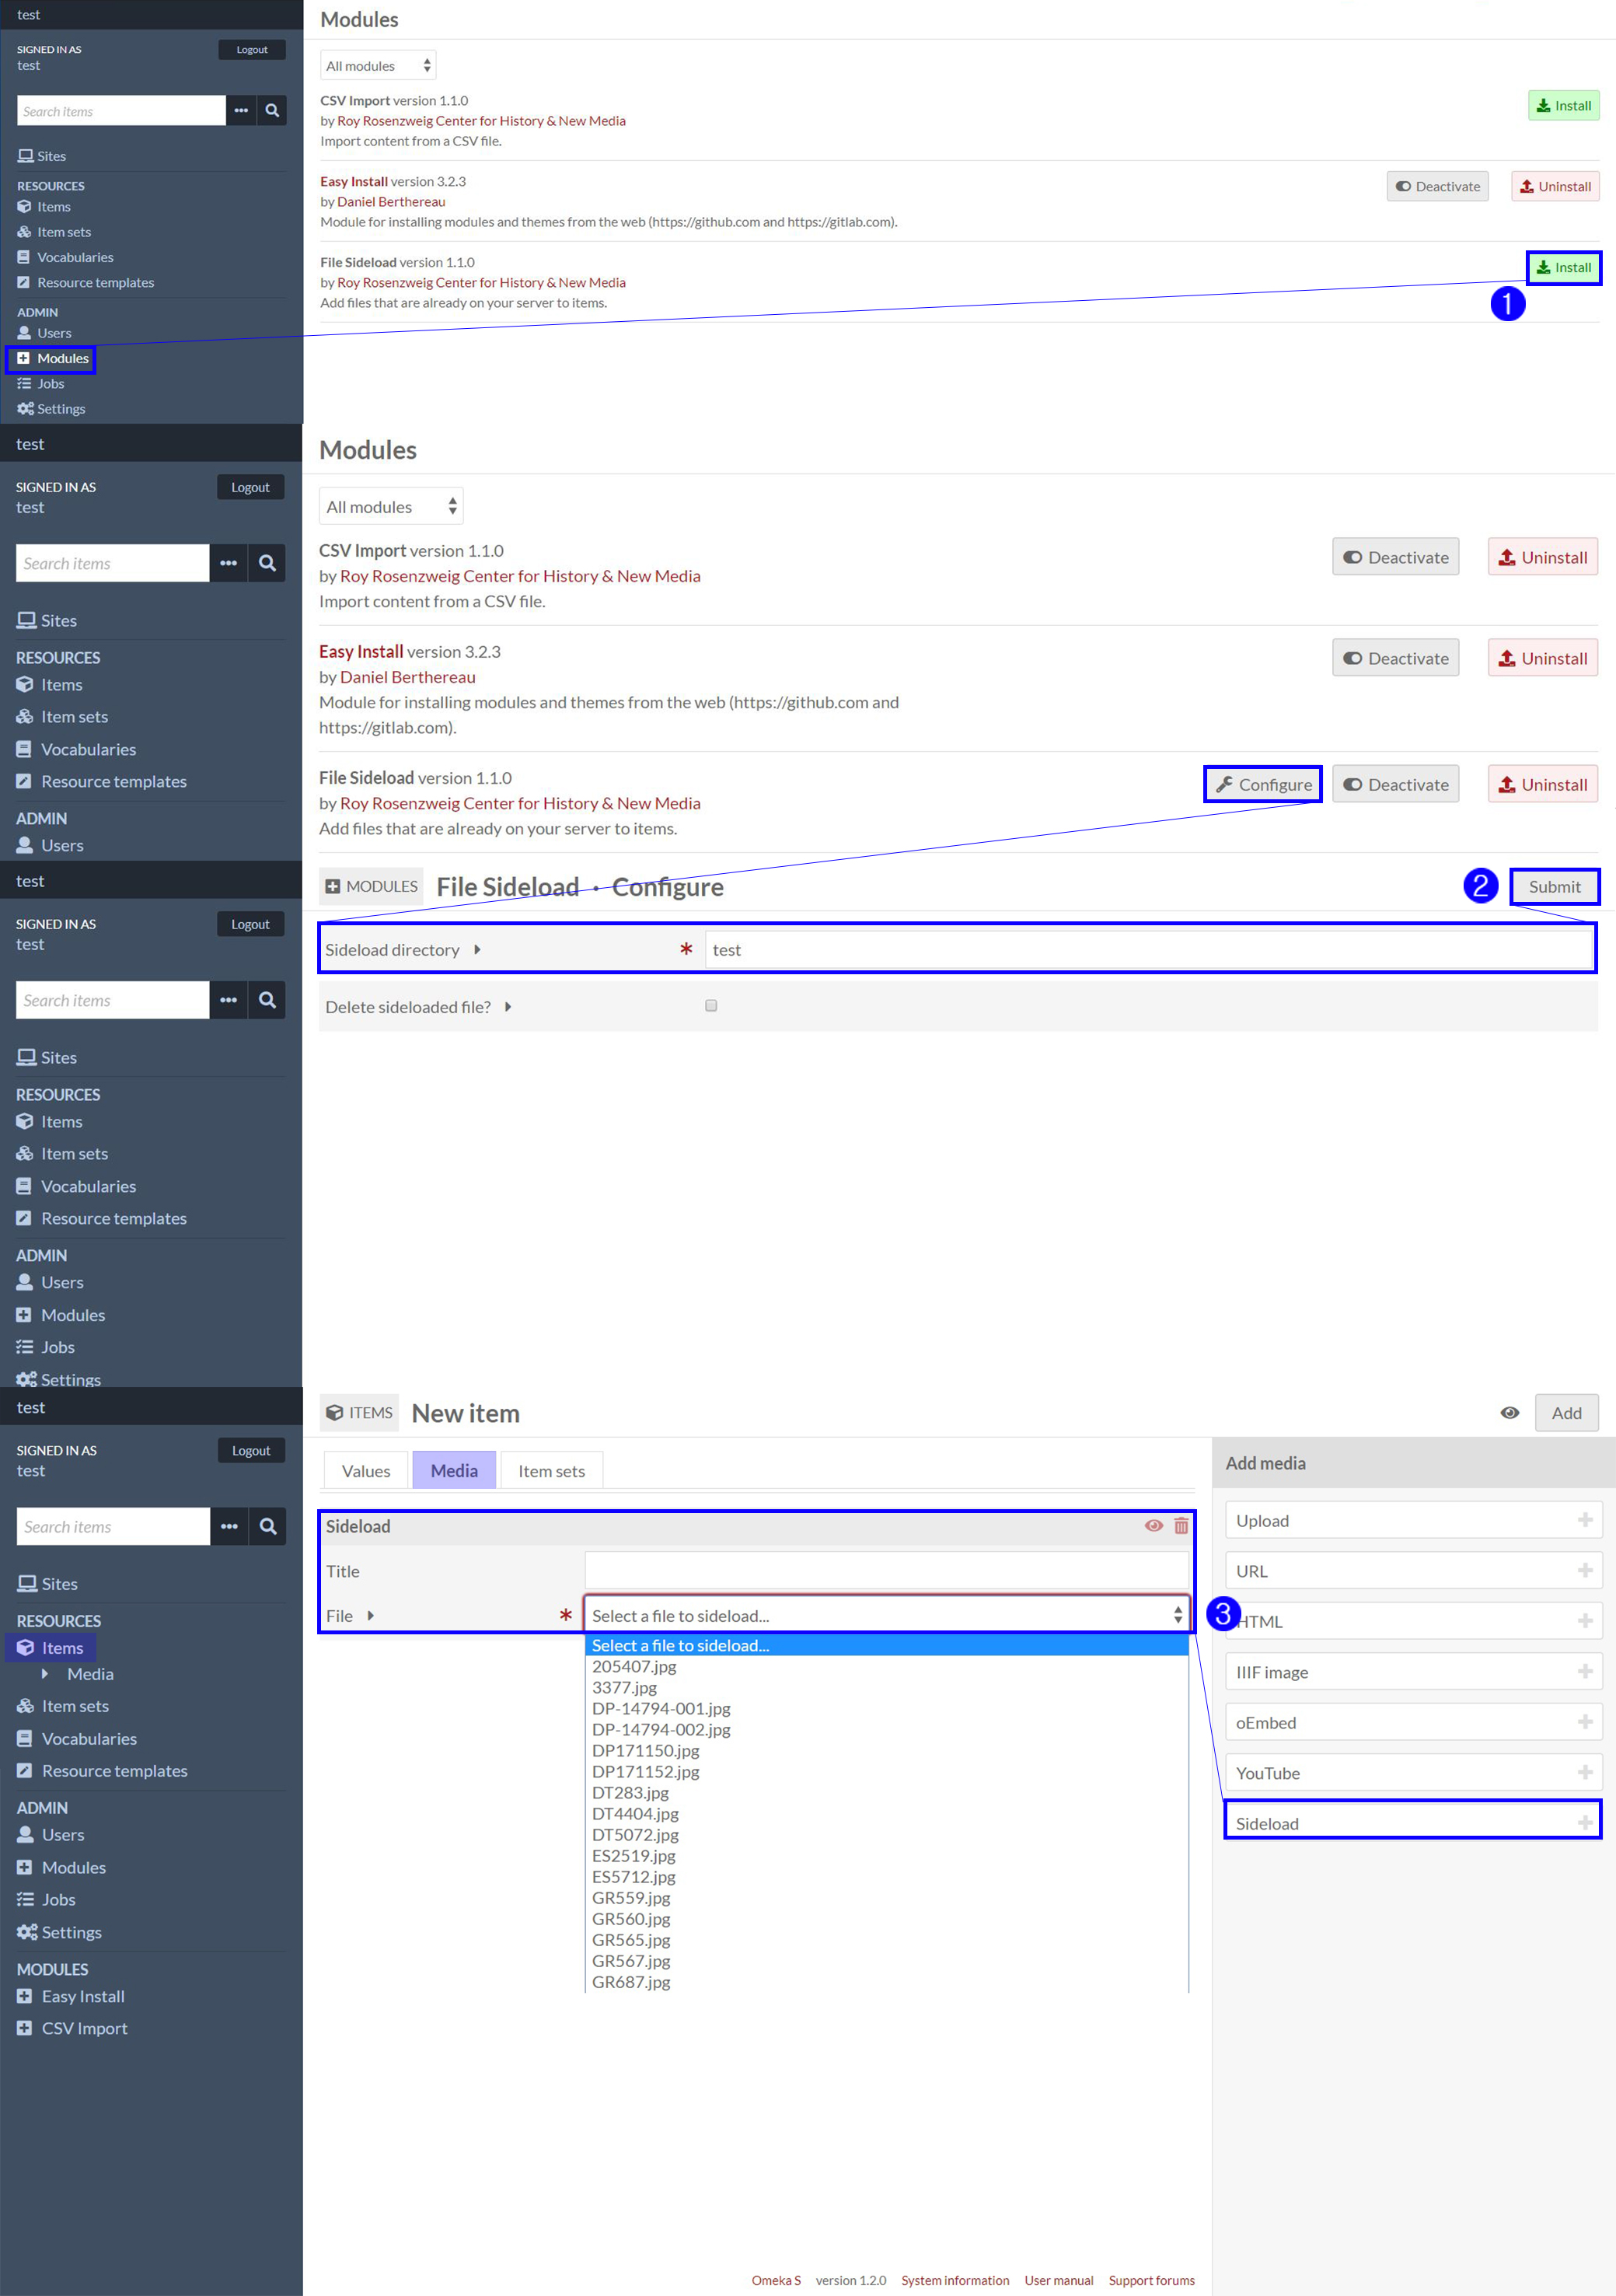 test
SIGNED IN AS
Logout
test
Search items
Sites
RESOURCES
Items
Item sets
Vocabularies
Resource templates
ADMIN
Users
Modules
Jobs
Settings
Modules
All modules
CSV Import version 1.1.0
by Roy Rosenzweig Center for History & New Media
Import content from a CSV file.
Install
Easy Install version 3.2.3
by Daniel Berthereau
Module for installing modules and themes from the web (https://github.com and https://gitlab.com).
Deactivate
Uninstall
File Sideload version 1.1.0
by Roy Rosenzweig Center for History & New Media
Add files that are already on your server to items.
Install
1
test
SIGNED IN AS
Logout
test
Search items
Sites
RESOURCES
Items
Item sets
Vocabularies
Resource templates
ADMIN
Users
Modules
All modules
CSV Import version 1.1.0
by Roy Rosenzweig Center for History & New Media
Import content from a CSV file.
Deactivate
Uninstall
Easy Install version 3.2.3
by Daniel Berthereau
Module for installing modules and themes from the web (https://github.com and
https://gitlab.com).
Deactivate
Uninstall
File Sideload version 1.1.0
by Roy Rosenzweig Center for History & New Media
Add files that are already on your server to items.
Configure
Deactivate
Uninstall
test
SIGNED IN AS
Logout
test
Search items
Sites
RESOURCES
Items
Item sets
Vocabularies
Resource templates
ADMIN
Users
Modules
Jobs
Settings
MODULES File Sideload · Configure
2
Submit
Sideload directory * test
Delete sideloaded file?
test
SIGNED IN AS
Logout
test
Search items
Sites
RESOURCES
Items
Media
Item sets
Vocabularies
Resource templates
ADMIN
Users
Modules
Jobs
Settings
MODULES
Easy Install
CSV Import
ITEMS New item
Add
Values Media Item sets
Sideload
Title
File * Select a file to sideload...
Select a file to sideload...
205407.jpg
3377.jpg
DP-14794-001.jpg
DP-14794-002.jpg
DP171150.jpg
DP171152.jpg
DT283.jpg
DT4404.jpg
DT5072.jpg
ES2519.jpg
ES5712.jpg
GR559.jpg
GR560.jpg
GR565.jpg
GR567.jpg
GR687.jpg
Add media
Upload
URL
3
HTML
IIIF image
oEmbed
YouTube
Sideload
Omeka S version 1.2.0 System information User manual Support forums